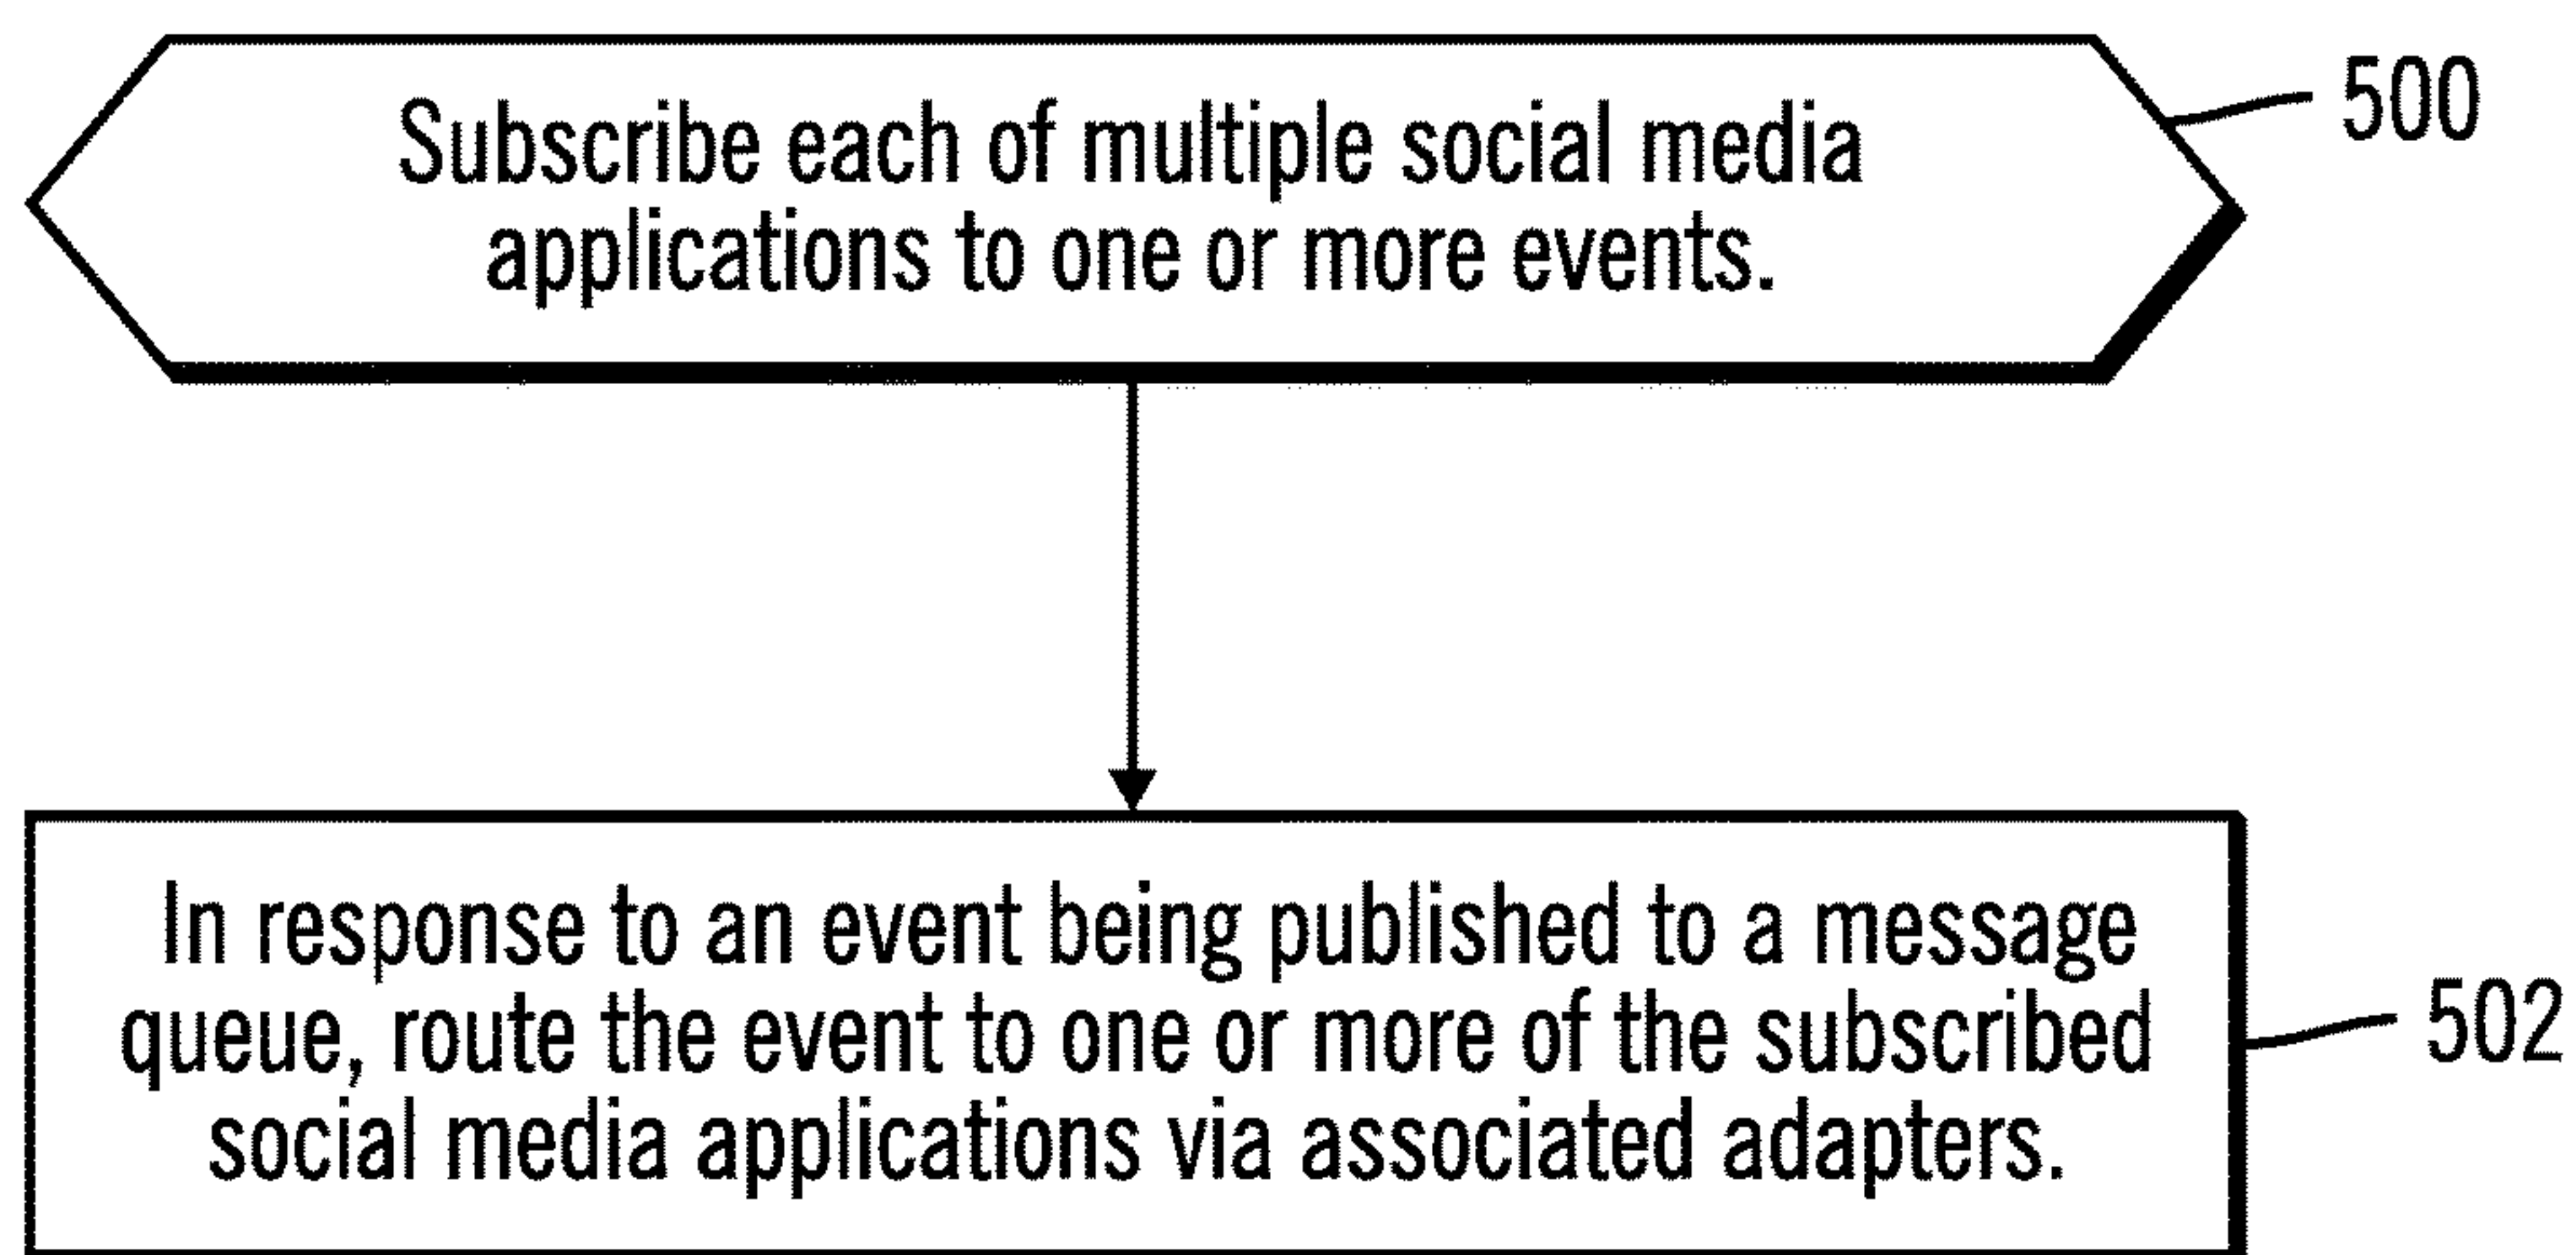 Subscribe each of multiple social media
applications to one or more events.
500
In response to an event being published to a message
queue, route the event to one or more of the subscribed
social media applications via associated adapters.
502